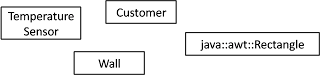 Temperature
Sensor
Customer
Wall
java::awt::Rectangle